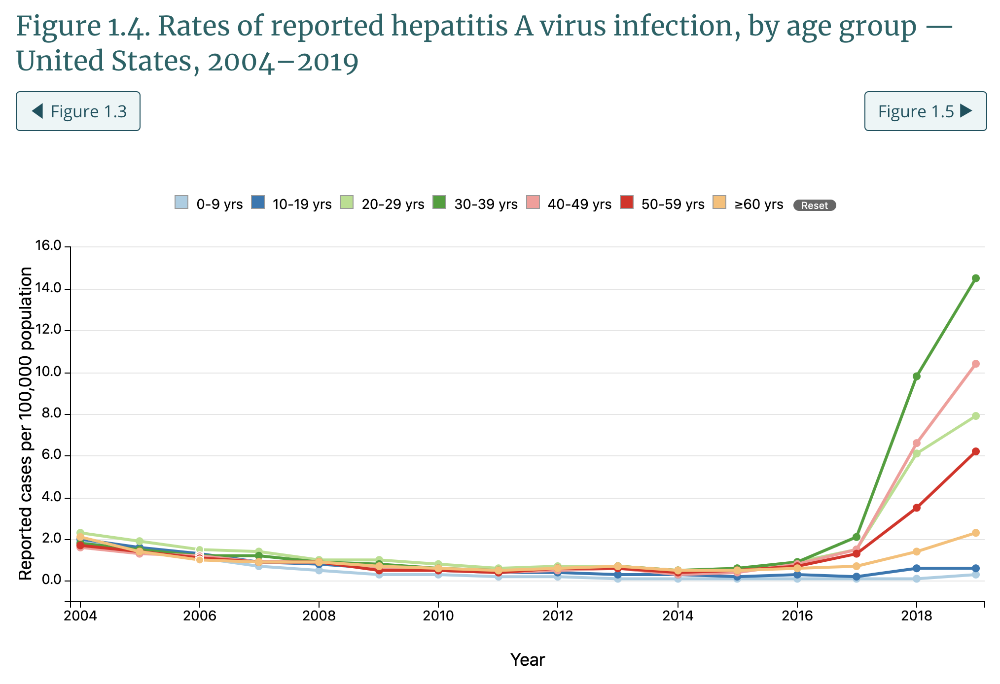 Figure 1.4. Rates of reported hepatitis A virus infection, by age group —
United States, 2004–2019
◀ Figure 1.3
Figure 1.5 ▶
0-9 yrs 10-19 yrs 20-29 yrs 30-39 yrs 40-49 yrs 50-59 yrs ≥60 yrs Reset
Reported cases per 100,000 population
16.0
14.0
12.0
10.0
8.0
6.0
4.0
2.0
0.0
2004 2006 2008 2010 2012 2014 2016 2018
Year